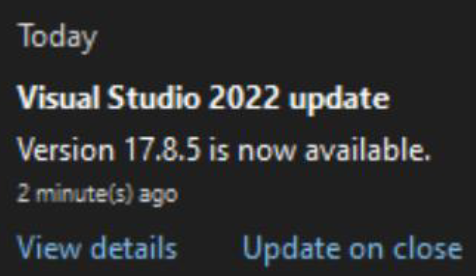 Today
Visual Studio 2022 update
Version 17.8.5 is now available.
2 minute(s) ago
View details Update on close